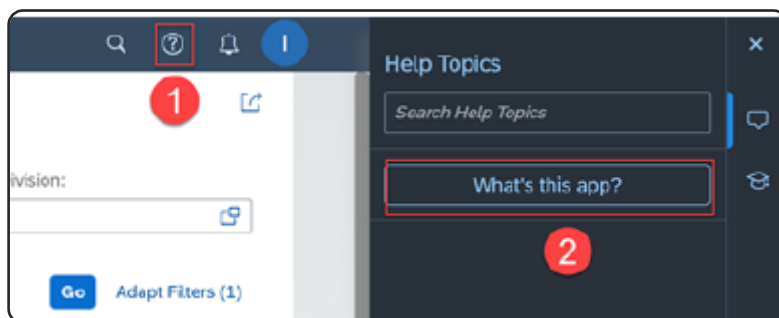 I
Help Topics
1
Search Help Topics
ivision:
What's this app?
2
Go
Adapt Filters (1)